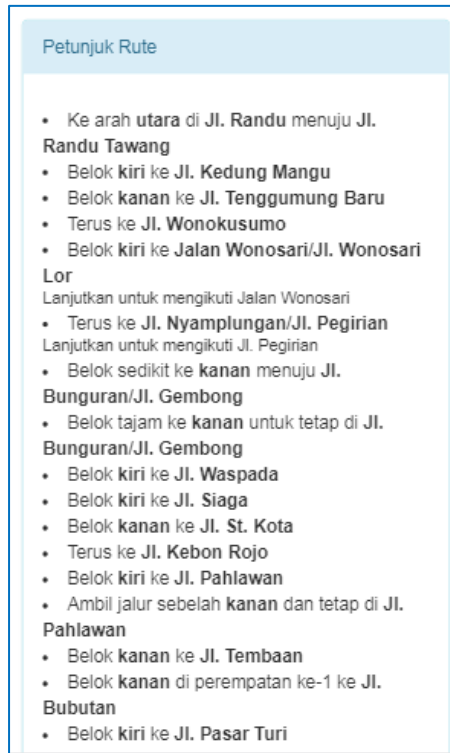 Petunjuk Rute
• Ke arah utara di Jl. Randu menuju Jl.
Randu Tawang
• Belok kiri ke Jl. Kedung Mangu
• Belok kanan ke Jl. Tenggumung Baru
• Terus ke Jl. Wonokusumo
• Belok kiri ke Jalan Wonosari/Jl. Wonosari
Lor
Lanjutkan untuk mengikuti Jalan Wonosari
• Terus ke Jl. Nyamplungan/Jl. Pegirian
Lanjutkan untuk mengikuti Jl. Pegirian
• Belok sedikit ke kanan menuju Jl.
Bunguran/Jl. Gembong
• Belok tajam ke kanan untuk tetap di Jl.
Bunguran/Jl. Gembong
• Belok kiri ke Jl. Waspada
• Belok kiri ke Jl. Siaga
• Belok kanan ke Jl. St. Kota
• Terus ke Jl. Kebon Rojo
• Belok kiri ke Jl. Pahlawan
• Ambil jalur sebelah kanan dan tetap di Jl.
Pahlawan
• Belok kanan ke Jl. Tembaan
• Belok kanan di perempatan ke-1 ke Jl.
Bubutan
• Belok kiri ke Jl. Pasar Turi